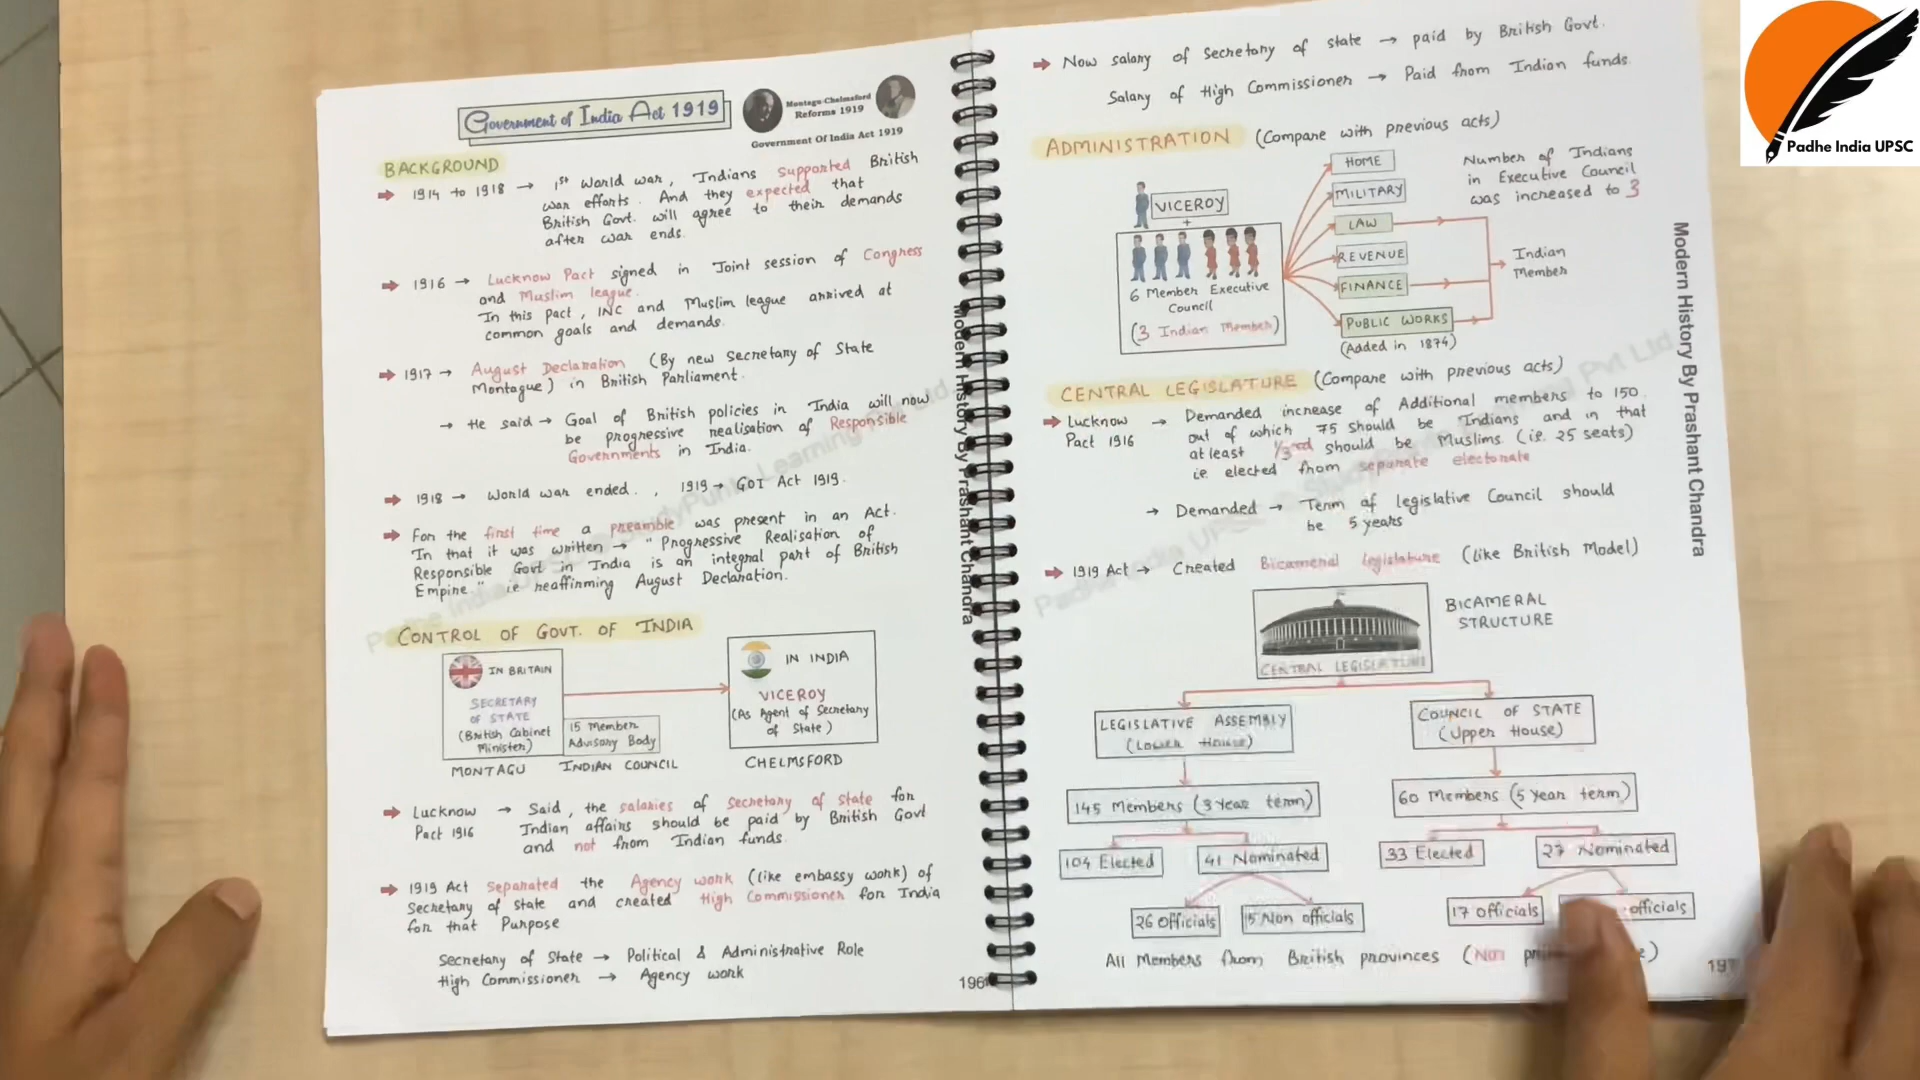 Padhe India UPSC
Government of India Act 1919
Montagu-Chelmsford
Reforms 1919
Government Of India Act 1919
BACKGROUND
1914 to 1918 → 1st World war, Indians supported British
war efforts. And they expected that
British Govt. will agree to their demands
after war ends.
1916 → Lucknow Pact signed in Joint session of Congress
and Muslim league.
In this pact, INC and Muslim league arrived at
common goals and demands.
1917 → August Declaration (By new Secretary of State
Montague) in British Parliament.
→ He said → Goal of British policies in India will now
be progressive realisation of Responsible
Governments in India.
1918 → World war ended. , 1919 → GOI Act 1919.
For the first time a preamble was present in an Act.
In that it was written → "Progressive Realisation of
Responsible Govt in India is an integral part of British
Empire." ie reaffirming August Declaration.
CONTROL OF GOVT. OF INDIA
IN BRITAIN
SECRETARY
OF STATE
(British Cabinet
Minister)
MONTAGU
15 Member
Advisory Body
INDIAN COUNCIL
IN INDIA
VICEROY
(As Agent of Secretary
of State)
CHELMSFORD
Lucknow → Said, the salaries of Secretary of State for
Pact 1916 Indian affairs should be paid by British Govt
and not from Indian funds.
1919 Act Separated the Agency work (like embassy work) of
Secretary of state and created High Commissioner for India
for that Purpose
Secretary of State → Political & Administrative Role
High Commissioner → Agency work
196
Modern History By Prashant Chandra
Now salary of Secretary of state → paid by British Govt.
Salary of High Commissioner → Paid from Indian funds
ADMINISTRATION (Compare with previous acts)
VICEROY
+
6 Member Executive
Council
(3 Indian Member)
HOME
MILITARY
LAW
REVENUE
FINANCE
PUBLIC WORKS
(Added in 1874)
Indian
Member
Number of Indians
in Executive Council
was increased to 3
CENTRAL LEGISLATURE (Compare with previous acts)
Lucknow → Demanded increase of Additional members to 150
Pact 1916 out of which 75 should be Indians and in that
atleast 1/3rd should be Muslims (ie. 25 seats)
i.e elected from separate electorate
→ Demanded → Term of legislative Council should
be 5 years
1919 Act → Created Bicameral legislature (like British Model)
CENTRAL LEGISLATURE
BICAMERAL
STRUCTURE
LEGISLATIVE ASSEMBLY
(LOWER HOUSE)
145 Members (3 Year term)
104 Elected
41 Nominated
26 Officials
15 Non officials
COUNCIL OF STATE
(Upper House)
60 Members (5 Year term)
33 Elected
27 Nominated
17 Officials
officials
All Members from British provinces (Not
Modern History By Prashant Chandra